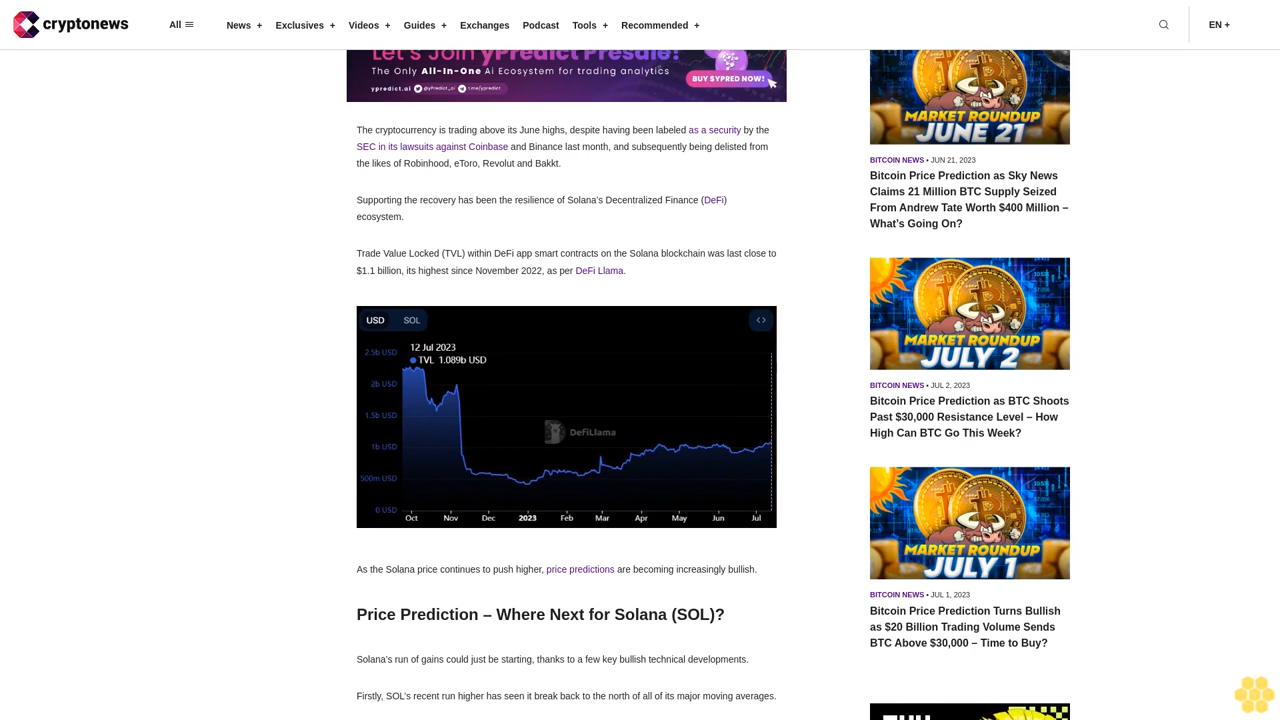 cryptonews
All
News +
Exclusives +
Videos +
Guides +
Exchanges
Podcast
Tools +
Recommended +
EN +
Let's Join yPredict Presale!
The Only All-In-One Ai Ecosystem for trading analytics
BUY $YPRED NOW!
ypredict.ai @yPredict_ai t.me/ypredict
The cryptocurrency is trading above its June highs, despite having been labeled as a security by the
SEC in its lawsuits against Coinbase and Binance last month, and subsequently being delisted from
the likes of Robinhood, eToro, Revolut and Bakkt.
Supporting the recovery has been the resilience of Solana’s Decentralized Finance (DeFi)
ecosystem.
Trade Value Locked (TVL) within DeFi app smart contracts on the Solana blockchain was last close to
$1.1 billion, its highest since November 2022, as per DeFi Llama.
USD SOL
12 Jul 2023
TVL 1.089b USD
2.5b USD
2b USD
1.5b USD
1b USD
500m USD
0 USD
DefiLlama
Oct Nov Dec 2023 Feb Mar Apr May Jun Jul
As the Solana price continues to push higher, price predictions are becoming increasingly bullish.
Price Prediction – Where Next for Solana (SOL)?
Solana’s run of gains could just be starting, thanks to a few key bullish technical developments.
Firstly, SOL’s recent run higher has seen it break back to the north of all of its major moving averages.
MARKET ROUNDUP
JUNE 21
BITCOIN NEWS • JUN 21, 2023
Bitcoin Price Prediction as Sky News
Claims 21 Million BTC Supply Seized
From Andrew Tate Worth $400 Million –
What’s Going On?
MARKET ROUNDUP
JULY 2
BITCOIN NEWS • JUL 2, 2023
Bitcoin Price Prediction as BTC Shoots
Past $30,000 Resistance Level – How
High Can BTC Go This Week?
MARKET ROUNDUP
JULY 1
BITCOIN NEWS • JUL 1, 2023
Bitcoin Price Prediction Turns Bullish
as $20 Billion Trading Volume Sends
BTC Above $30,000 – Time to Buy?